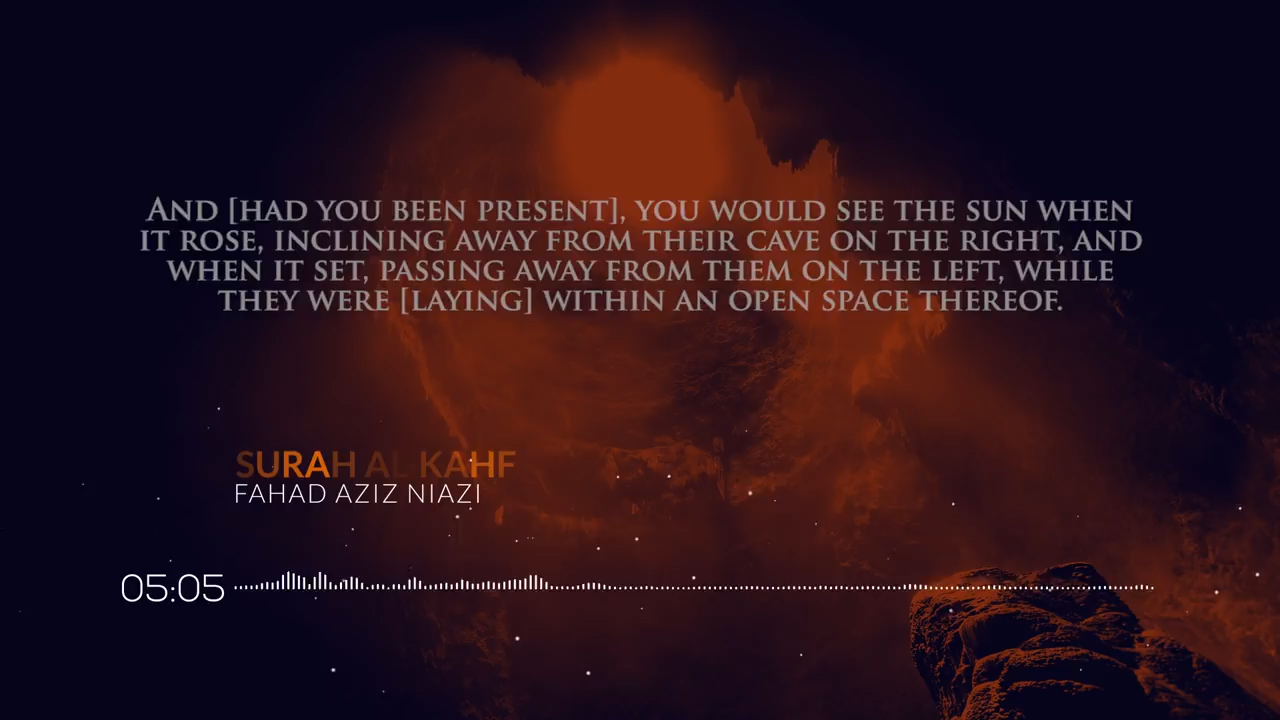 And [had you been present], you would see the sun when
it rose, inclining away from their cave on the right, and
when it set, passing away from them on the left, while
they were [laying] within an open space thereof.
SURAH AL KAHF
FAHAD AZIZ NIAZI
05:05